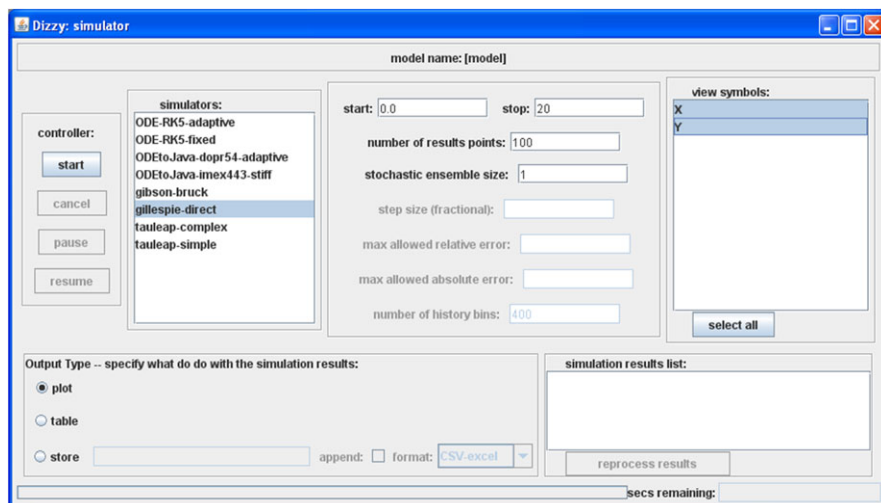 Dizzy: simulator
model name: [model]
controller:
start
cancel
pause
resume
simulators:
ODE-RK5-adaptive
ODE-RK5-fixed
ODEtoJava-dopr54-adaptive
ODEtoJava-imex443-stiff
gibson-bruck
gillespie-direct
tauleap-complex
tauleap-simple
start: 0.0 stop: 20
number of results points: 100
stochastic ensemble size: 1
step size (fractional):
max allowed relative error:
max allowed absolute error:
number of history bins: 400
view symbols:
X
Y
select all
Output Type -- specify what do do with the simulation results:
plot
table
store append: format: CSV-excel
simulation results list:
reprocess results
secs remaining: